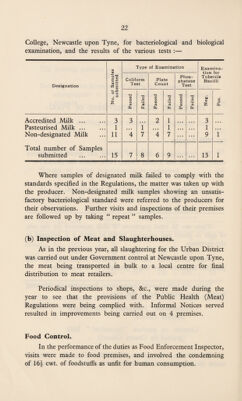 22
College, Newcastle upon Tyne, for bacteriological and biological
examination, and the results of the various tests :—
Designation
No. of Samples submitted
Type of Examination
Examination for Tubercle Bacilli
Coliform Test
Plate Count
Phosphatase Test
Passed Failed Passed Failed Passed Failed Neg. Pos.
Accredited Milk ... ... 3 3 ... 2 1 ... ... 3 ...
Pasteurised Milk ... ... 1 ... 1 ... 1 ... ... 1 ...
Non-designated Milk ... 11 4 7 4 7 ... ... 9 1
Total number of Samples
submitted ... ... 15 7 8 6 9 ... ... 13 1
Where samples of designated milk failed to comply with the
standards specified in the Regulations, the matter was taken up with
the producer. Non-designated milk samples showing an unsatis-
factory bacteriological standard were referred to the producers for
their observations. Further visits and inspections of their premises
are followed up by taking " repeat " samples.
(b) Inspection of Meat and Slaughterhouses.
As in the previous year, all slaughtering for the Urban District
was carried out under Government control at Newcastle upon Tyne,
the meat being transported in bulk to a local centre for final
distribution to meat retailers.
Periodical inspections to shops, &c., were made during the
year to see that the provisions of the Public Health (Meat)
Regulations were being complied with. Informal Notices served
resulted in improvements being carried out on 4 premises.
Food Control.
In the performance of the duties as Food Enforcement Inspector,
visits were made to food premises, and involved the condemning
of 16½ cwt. of foodstuffs as unfit for human consumption.